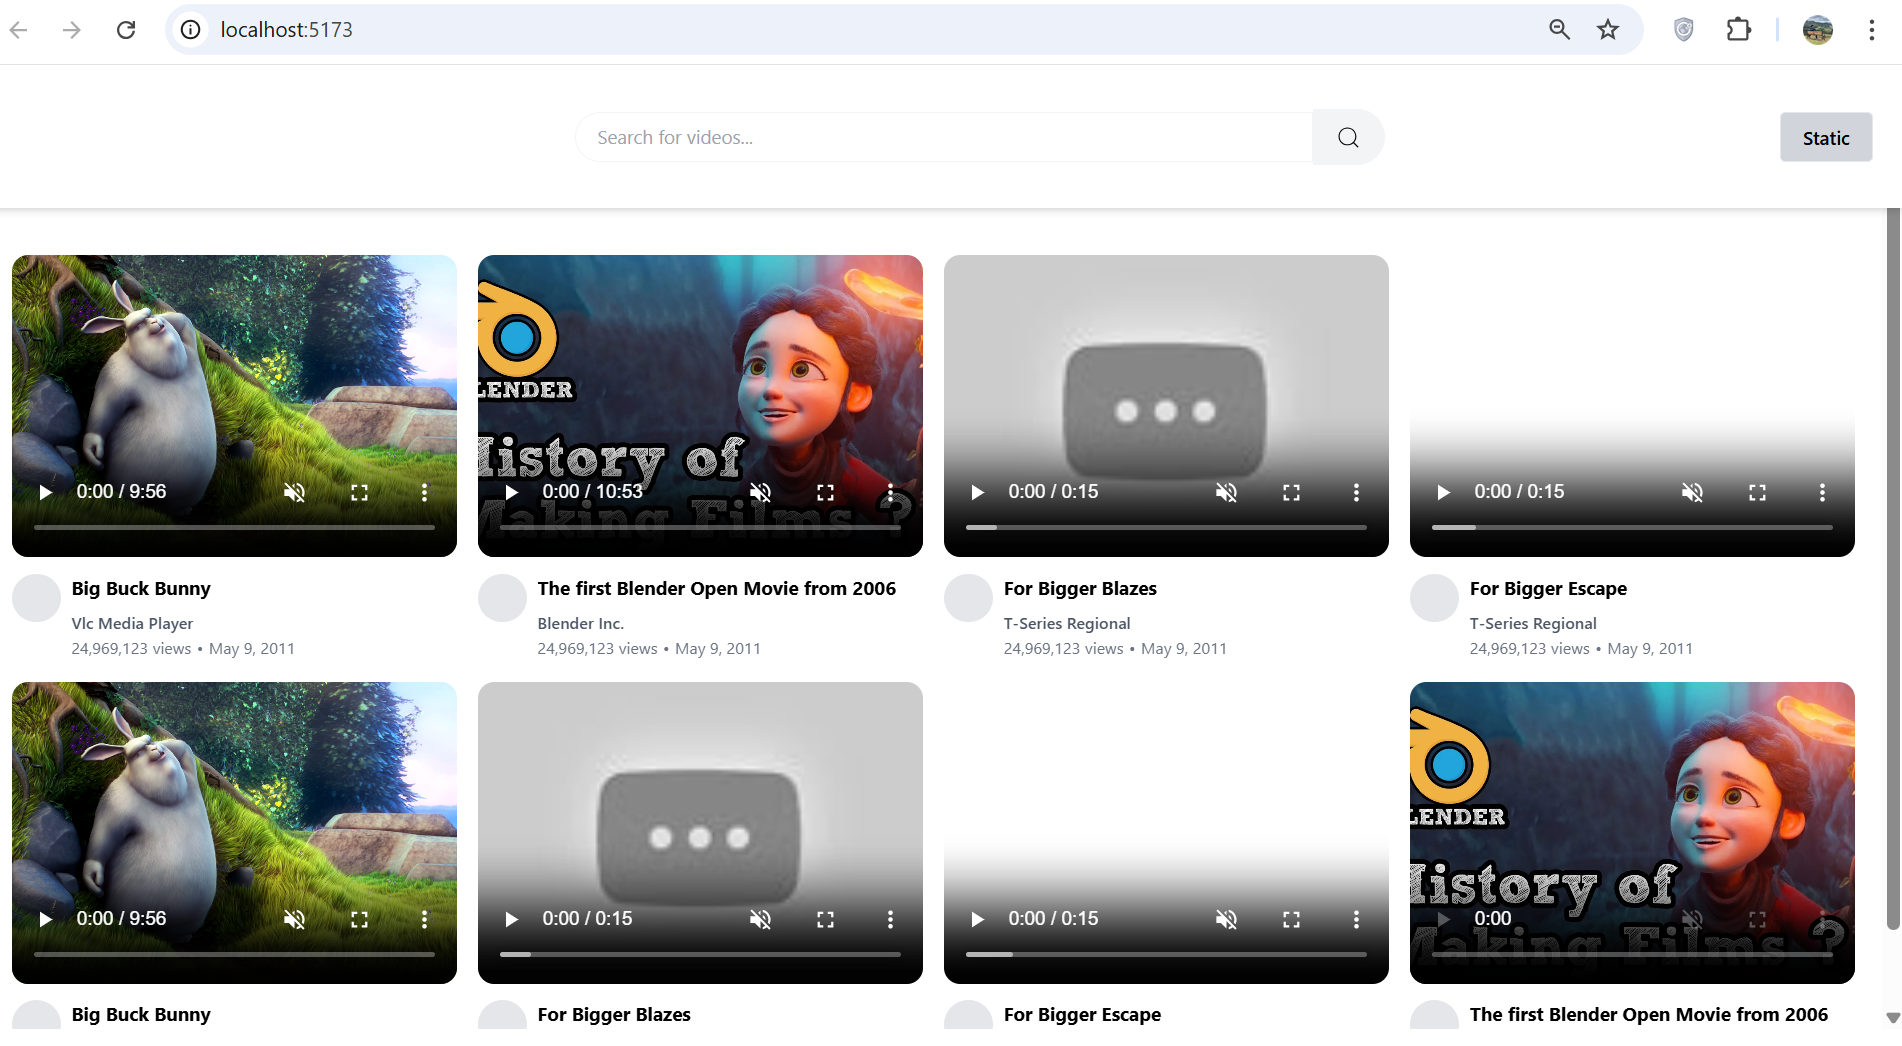 localhost:5173
Search for videos...
Static
LENDER
History of
Making Films ?
0:00 / 9:56
0:00 / 10:53
0:00 / 0:15
0:00 / 0:15
Big Buck Bunny
Vlc Media Player
24,969,123 views • May 9, 2011
The first Blender Open Movie from 2006
Blender Inc.
24,969,123 views • May 9, 2011
For Bigger Blazes
T-Series Regional
24,969,123 views • May 9, 2011
For Bigger Escape
T-Series Regional
24,969,123 views • May 9, 2011
0:00 / 9:56
0:00 / 0:15
0:00 / 0:15
LENDER
History of
Making Films ?
0:00
Big Buck Bunny
For Bigger Blazes
For Bigger Escape
The first Blender Open Movie from 2006